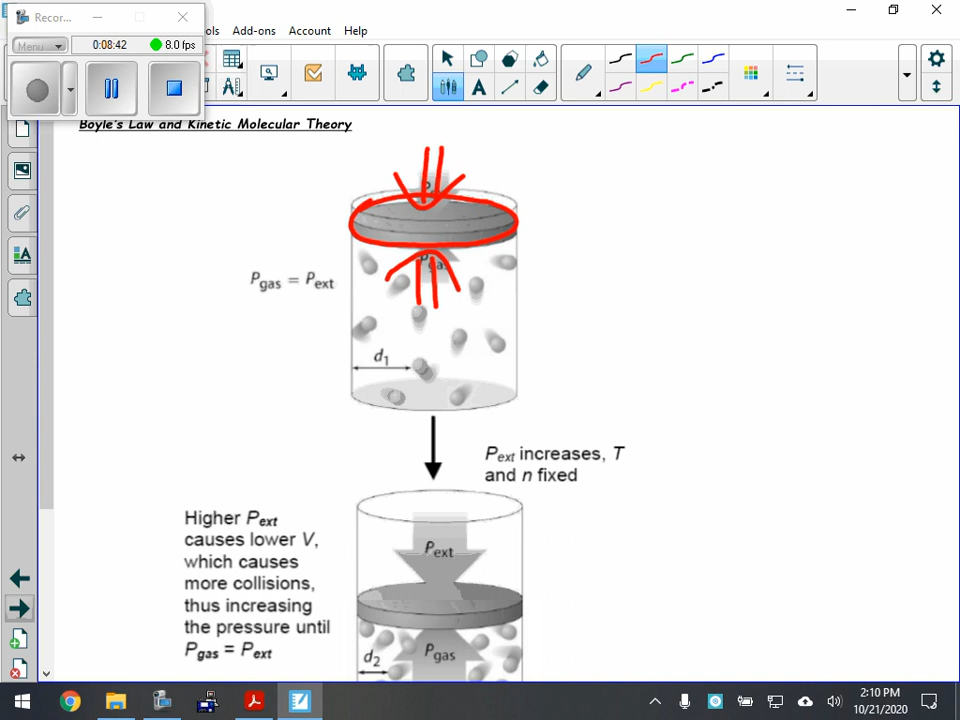 Recor...
Menu
0:08:42
8.0 fps
ols Add-ons Account Help
Boyle's Law and Kinetic Molecular Theory
Pgas
Pgas = Pext
d1
Pext increases, T
and n fixed
Higher Pext
causes lower V,
which causes
more collisions,
thus increasing
the pressure until
Pgas = Pext
Pext
Pgas
d2
2:10 PM
10/21/2020